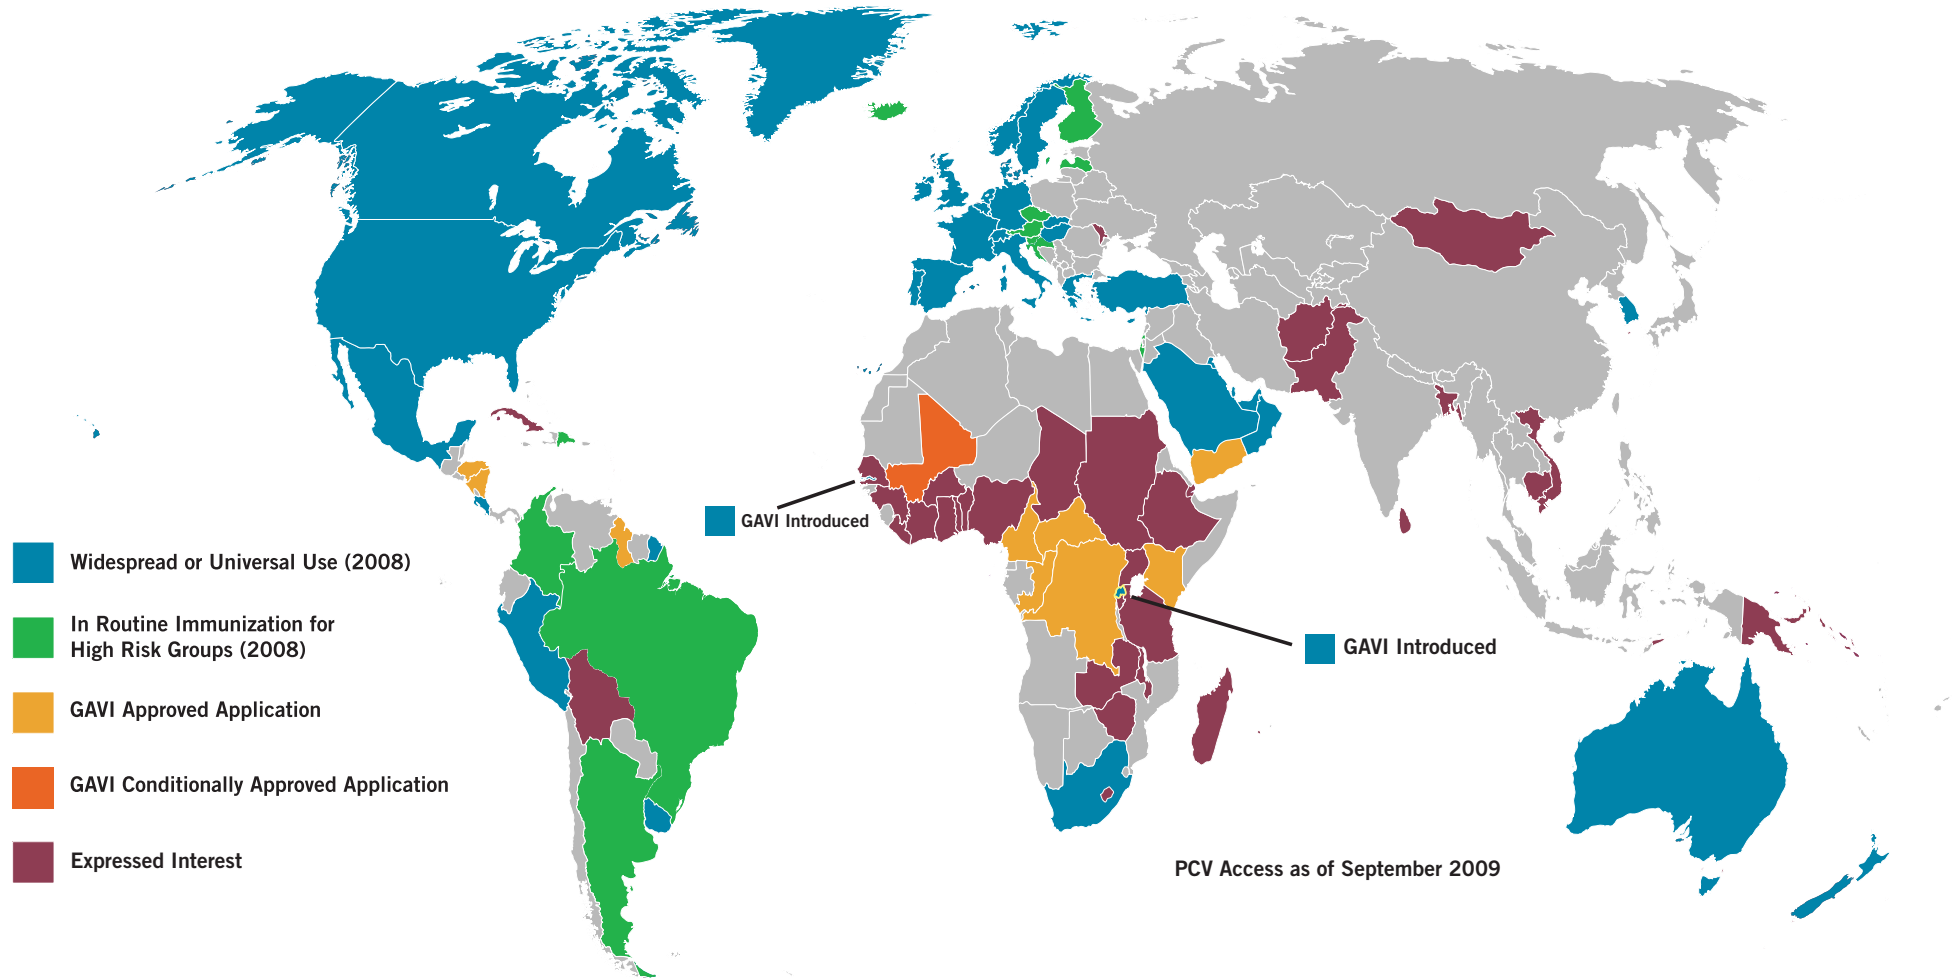 GAVI Introduced
Widespread or Universal Use (2008)
In Routine Immunization for
High Risk Groups (2008)
GAVI Introduced
GAVI Approved Application
GAVI Conditionally Approved Application
Expressed Interest
PCV Access as of September 2009